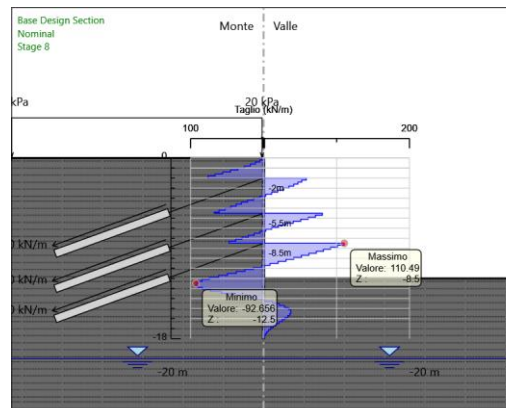 Base Design Section
Nominal
Stage 8
Monte Valle
kPa
20 kPa
Taglio (kN/m)
100
200
0
-2m
-5.5m
-8.5m
kN/m
kN/m
kN/m
Massimo
Valore: 110.49
Z : -8.5
Minimo
Valore: -92.656
Z : -12.5
-18
-20 m
-20 m